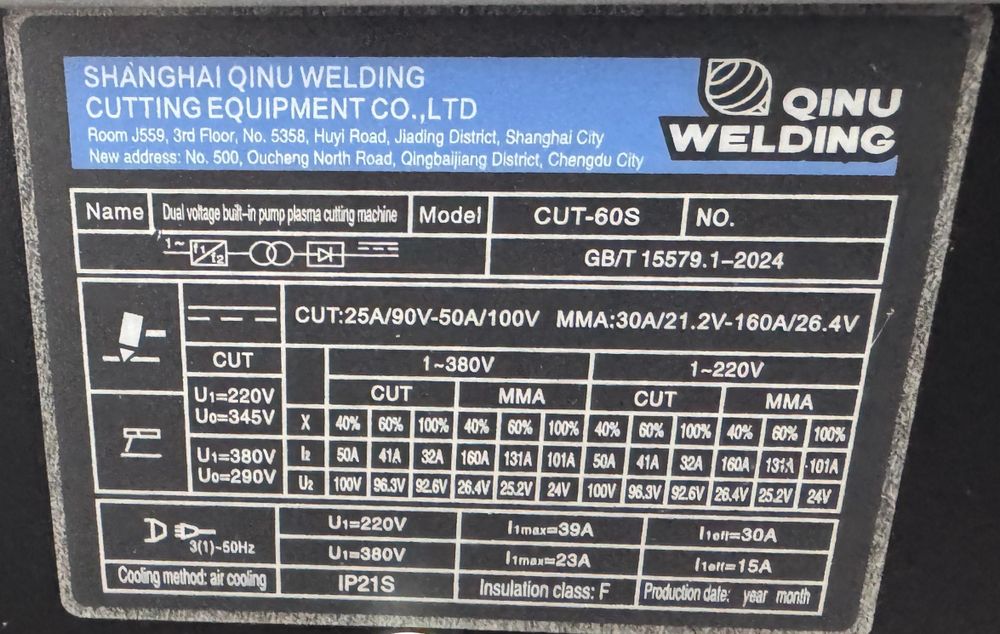 SHANGHAI QINU WELDING
CUTTING EQUIPMENT CO.,LTD
Room J559, 3rd Floor, No. 5358, Huyi Road, Jiading District, Shanghai City
New address: No. 500, Oucheng North Road, Qingbaijiang District, Chengdu City
QINU
WELDING
Name Dual voltage built-in pump plasma cutting machine Model CUT-60S NO.
1~ f1 f2 GB/T 15579.1-2024
CUT:25A/90V-50A/100V MMA:30A/21.2V-160A/26.4V
CUT 1~380V 1~220V
U1=220V CUT MMA CUT MMA
U0=345V X 40% 60% 100% 40% 60% 100% 40% 60% 100% 40% 60% 100%
U1=380V I2 50A 41A 32A 160A 131A 101A 50A 41A 32A 160A 131A 101A
U0=290V U2 100V 96.3V 92.6V 26.4V 25.2V 24V 100V 96.3V 92.6V 26.4V 25.2V 24V
3(1)~50Hz U1=220V I1max=39A I1eff=30A
U1=380V I1max=23A I1eff=15A
Cooling method: air cooling IP21S Insulation class: F Production date: year month